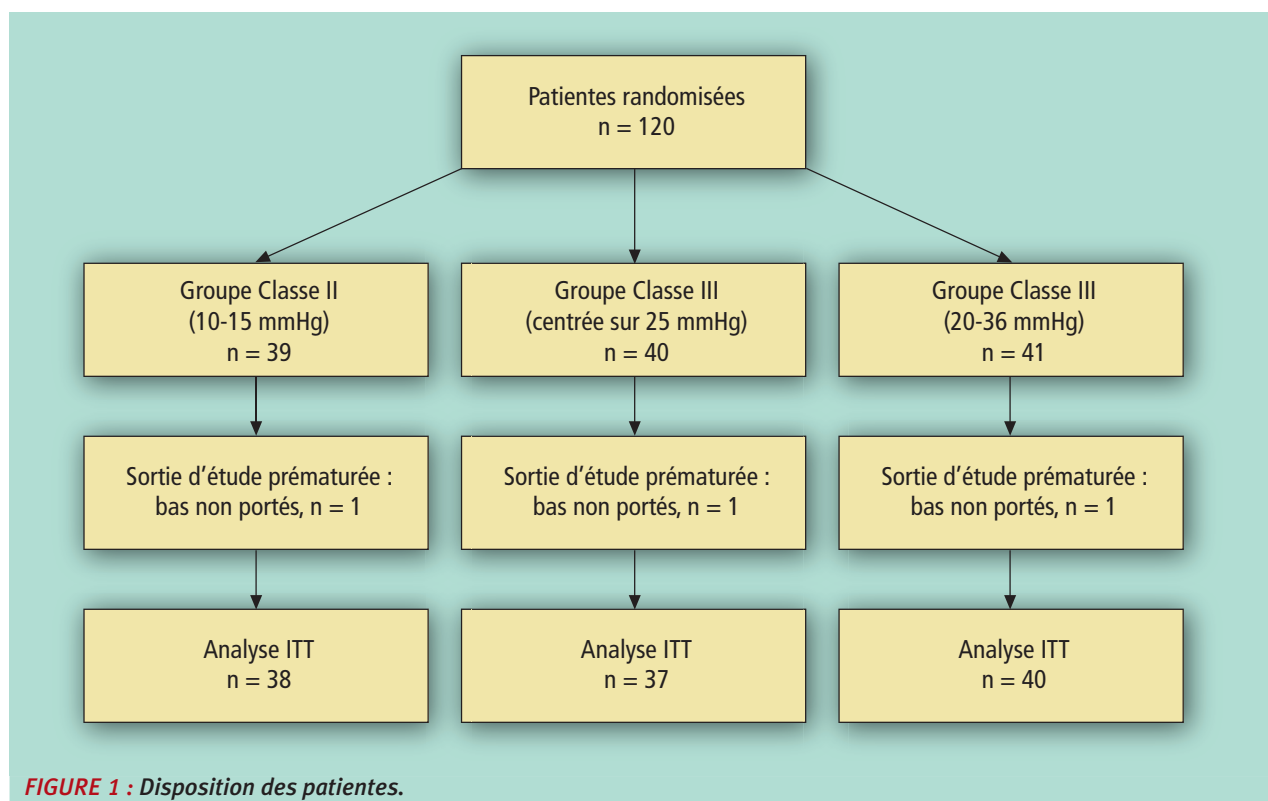 Patientes randomisées
n = 120
Groupe Classe II
(10-15 mmHg)
n = 39
Groupe Classe III
(centrée sur 25 mmHg)
n = 40
Groupe Classe III
(20-36 mmHg)
n = 41
Sortie d'étude prématurée :
bas non portés, n = 1
Sortie d'étude prématurée :
bas non portés, n = 1
Sortie d'étude prématurée :
bas non portés, n = 1
Analyse ITT
n = 38
Analyse ITT
n = 37
Analyse ITT
n = 40
FIGURE 1 : Disposition des patientes.